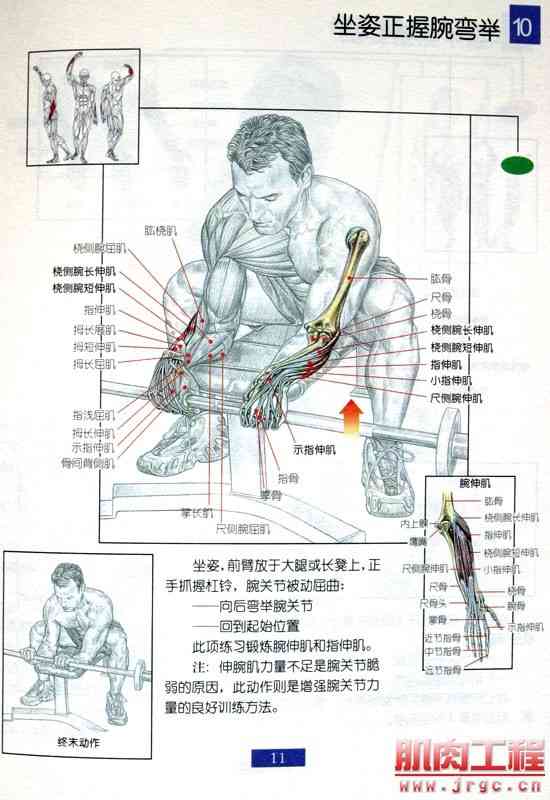 坐姿正握腕弯举 10
肱桡肌
桡侧腕屈肌
桡侧腕长伸肌
桡侧腕短伸肌
指伸肌
拇长展肌
拇短伸肌
拇长屈肌
指浅屈肌
拇长伸肌
示指伸肌
骨间背侧肌
掌长肌
尺侧腕屈肌
肱骨
尺骨
桡骨
桡侧腕长伸肌
桡侧腕短伸肌
指伸肌
小指伸肌
尺侧腕伸肌
示指伸肌
指骨
掌骨
腕伸肌
肱骨
桡侧腕长伸肌
内上髁
指伸肌
鹰嘴
桡侧腕短伸肌
尺侧腕伸肌
小指伸肌
尺骨
桡骨
尺骨头
腕骨
掌骨
示指伸肌
近节指骨
中节指骨
远节指骨
坐姿,前臂放于大腿或长凳上,正
手抓握杠铃,腕关节被动屈曲:
——向后弯举腕关节
——回到起始位置
此项练习锻炼腕伸肌和指伸肌。
注:伸腕肌力量不足是腕关节脆
弱的原因,此动作则是增强腕关节力
量的良好训练方法。
终末动作
11
肌肉工程
www.jrgc.cn